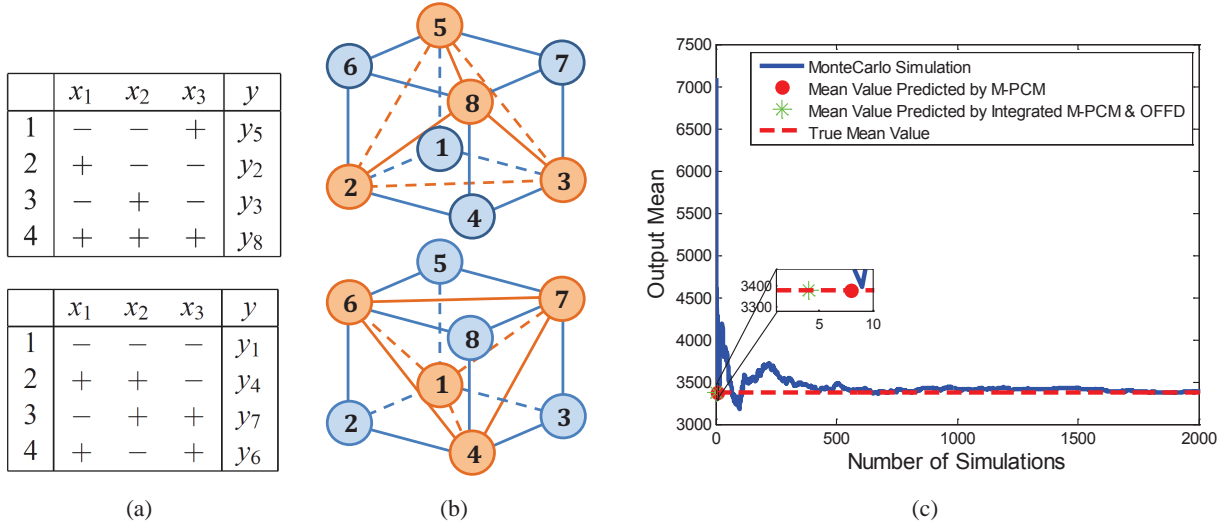 x₁ x₂ x₃ y
1 − − + y₅
2 + − − y₂
3 − + − y₃
4 + + + y₈
x₁ x₂ x₃ y
1 − − − y₁
2 + + − y₄
3 − + + y₇
4 + − + y₆
(a)
5
6
7
8
1
2
3
4
5
6
7
8
1
2
3
4
(b)
7500
7000
6500
6000
5500
5000
4500
4000
3500
3000
Output Mean
MonteCarlo Simulation
Mean Value Predicted by M-PCM
Mean Value Predicted by Integrated M-PCM & OFFD
True Mean Value
3400
3300
5 10
0 500 1000 1500 2000
Number of Simulations
(c)